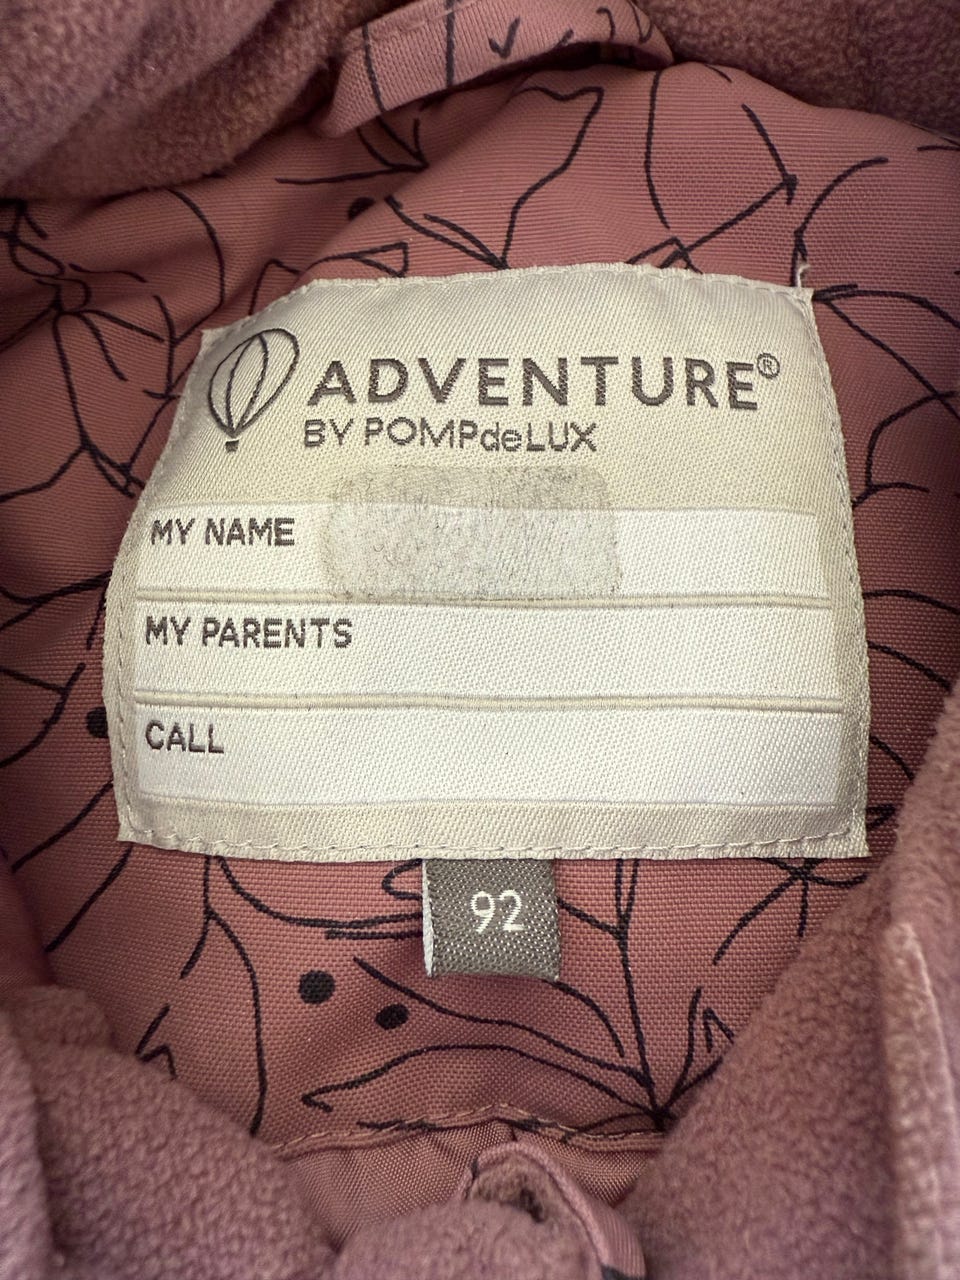 ADVENTURE®
BY POMPdeLUX
MY NAME
MY PARENTS
CALL
92